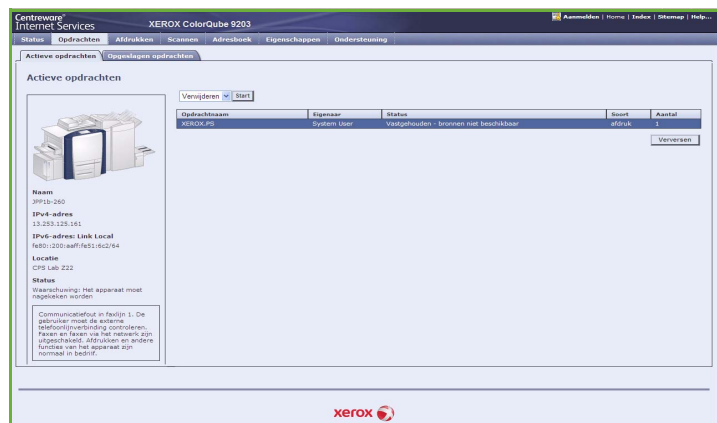 Centreware®
Internet Services
XEROX ColorQube 9203
Aanmelden | Home | Index | Sitemap | Help...
Status Opdrachten Afdrukken Scannen Adresboek Eigenschappen Ondersteuning
Actieve opdrachten Opgeslagen opdrachten
Actieve opdrachten
Verwijderen Start
Opdrachtnaam Eigenaar Status Soort Aantal
XEROX.PS System User Vastgehouden - bronnen niet beschikbaar afdruk 1
Verversen
Naam
JPP1b-260
IPv4-adres
13.253.125.161
IPv6-adres: Link Local
fe80::200:aaff:fe51:6c2/64
Locatie
CPS Lab Z22
Status
Waarschuwing: Het apparaat moet
nagekeken worden
Communicatiefout in faxlijn 1. De
gebruiker moet de externe
telefoonlijnverbinding controleren.
Faxen en faxen via het netwerk zijn
uitgeschakeld. Afdrukken en andere
functies van het apparaat zijn
normaal in bedrijf.
xerox